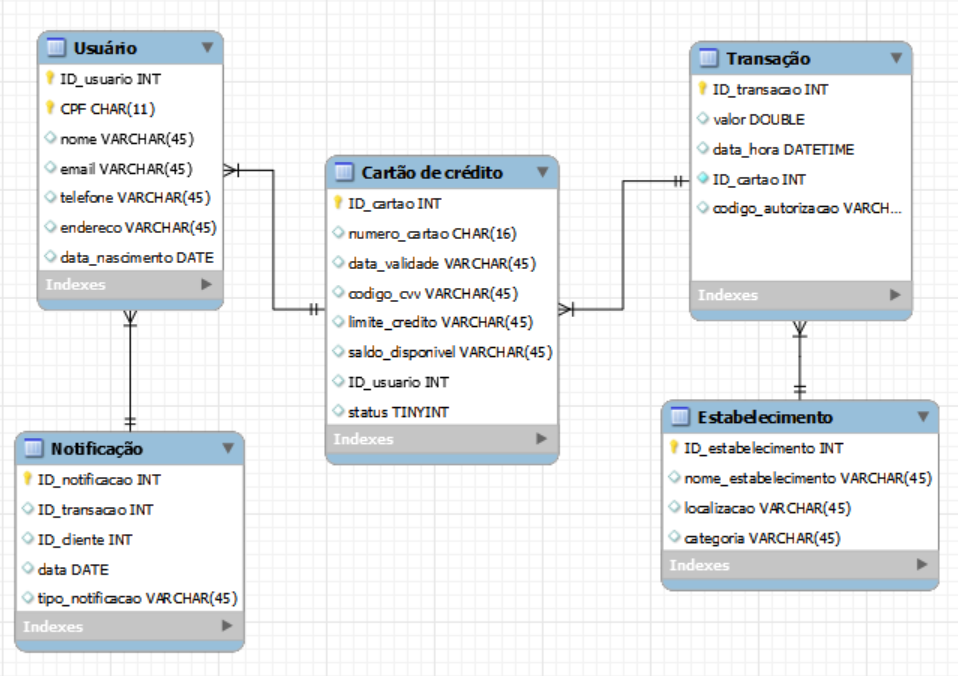 Usuário
ID_usuario INT
CPF CHAR(11)
nome VARCHAR(45)
email VARCHAR(45)
telefone VARCHAR(45)
endereco VARCHAR(45)
data_nascimento DATE
Indexes
Cartão de crédito
ID_cartao INT
numero_cartao CHAR(16)
data_validade VARCHAR(45)
codigo_cvv VARCHAR(45)
limite_credito VARCHAR(45)
saldo_disponivel VARCHAR(45)
ID_usuario INT
status TINYINT
Indexes
Transação
ID_transacao INT
valor DOUBLE
data_hora DATETIME
ID_cartao INT
codigo_autorizacao VARCH...
Indexes
Notificação
ID_notificacao INT
ID_transacao INT
ID_cliente INT
data DATE
tipo_notificacao VARCHAR(45)
Indexes
Estabelecimento
ID_estabelecimento INT
nome_estabelecimento VARCHAR(45)
localizacao VARCHAR(45)
categoria VARCHAR(45)
Indexes